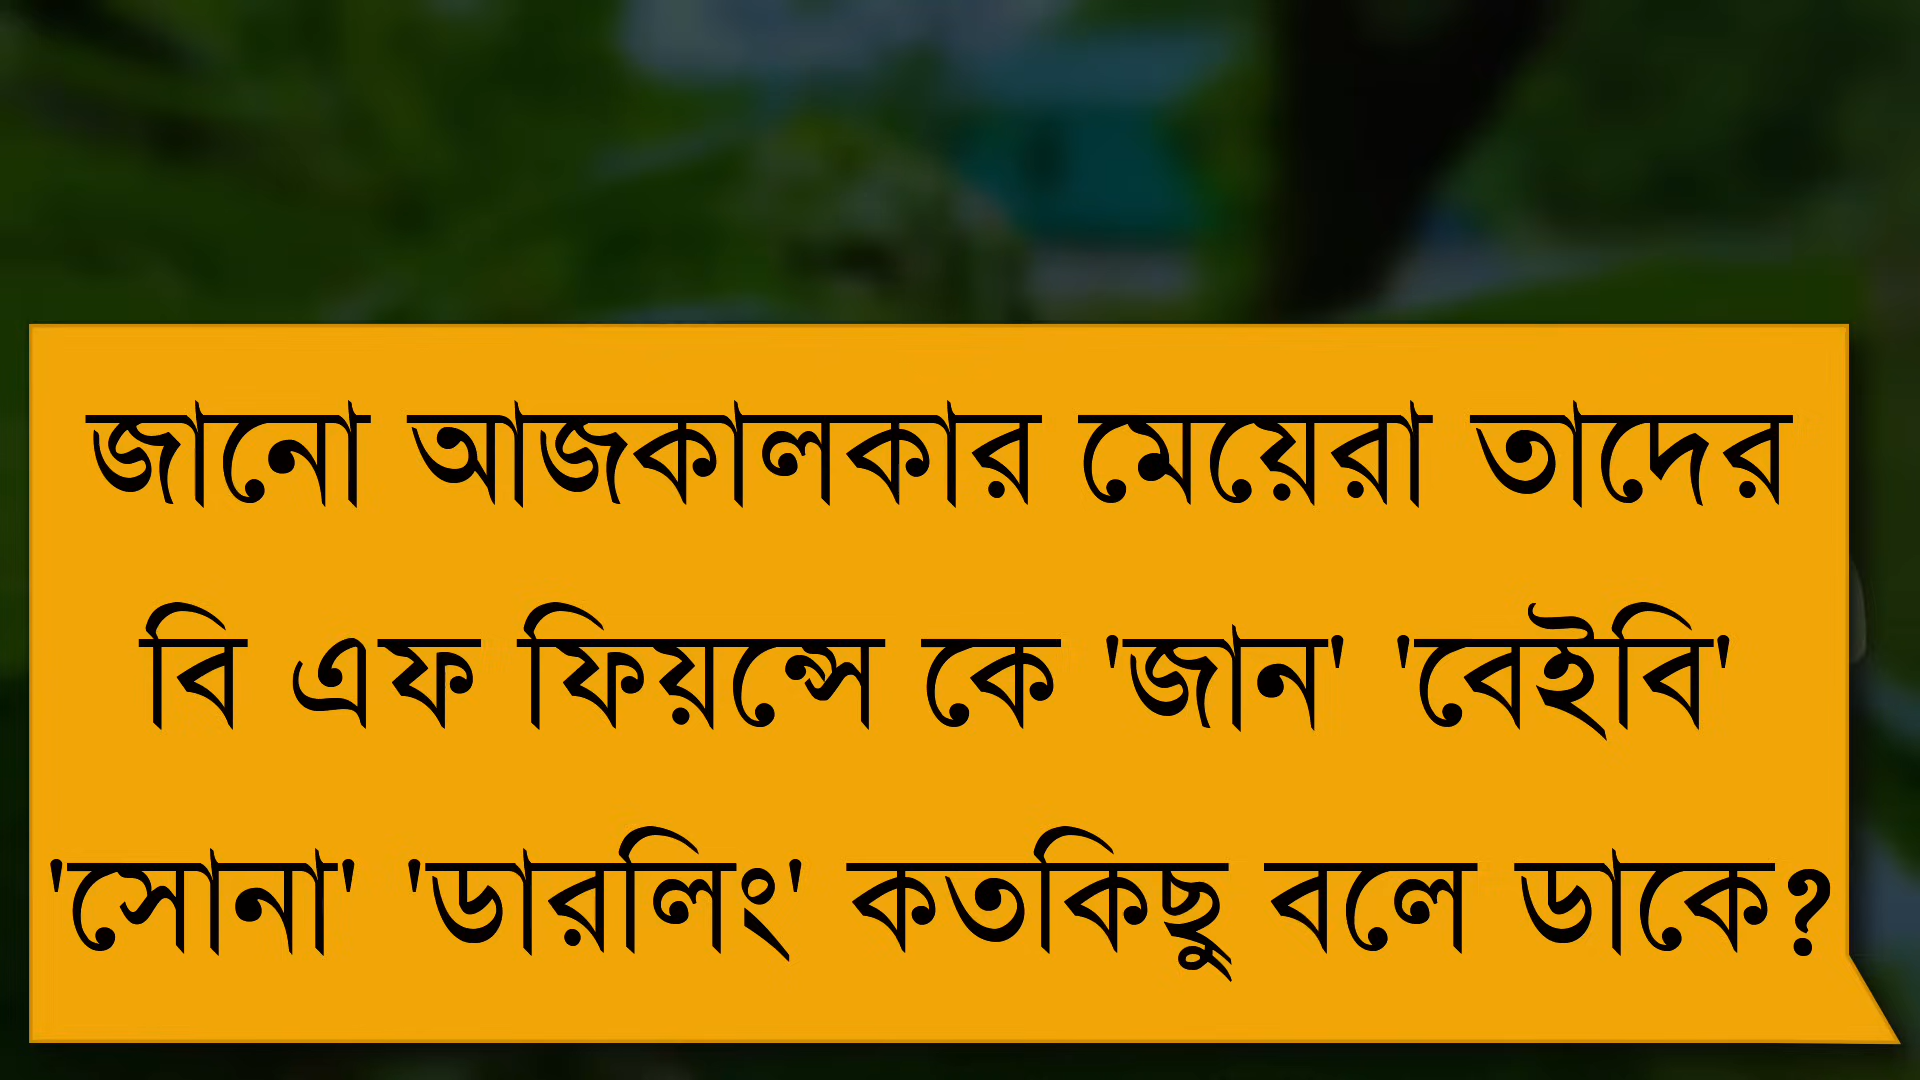 জানো আজকালকার মেয়েরা তাদের
বি এফ ফিয়ন্সে কে 'জান' 'বেইবি'
'সোনা' 'ডারলিং' কতকিছু বলে ডাকে?